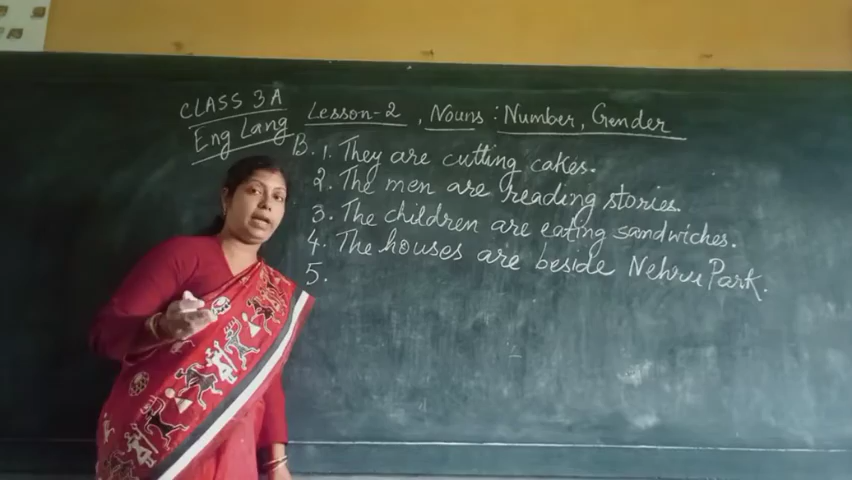 CLASS 3A
Eng Lang
Lesson-2 , Nouns : Number, Gender
B. 1. They are cutting cakes.
2. The men are reading stories.
3. The children are eating sandwiches.
4. The houses are beside Nehru Park.
5.